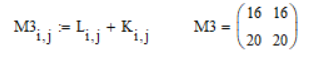 M3i,j := Li,j + Ki,j M3 = (16 16
20 20)